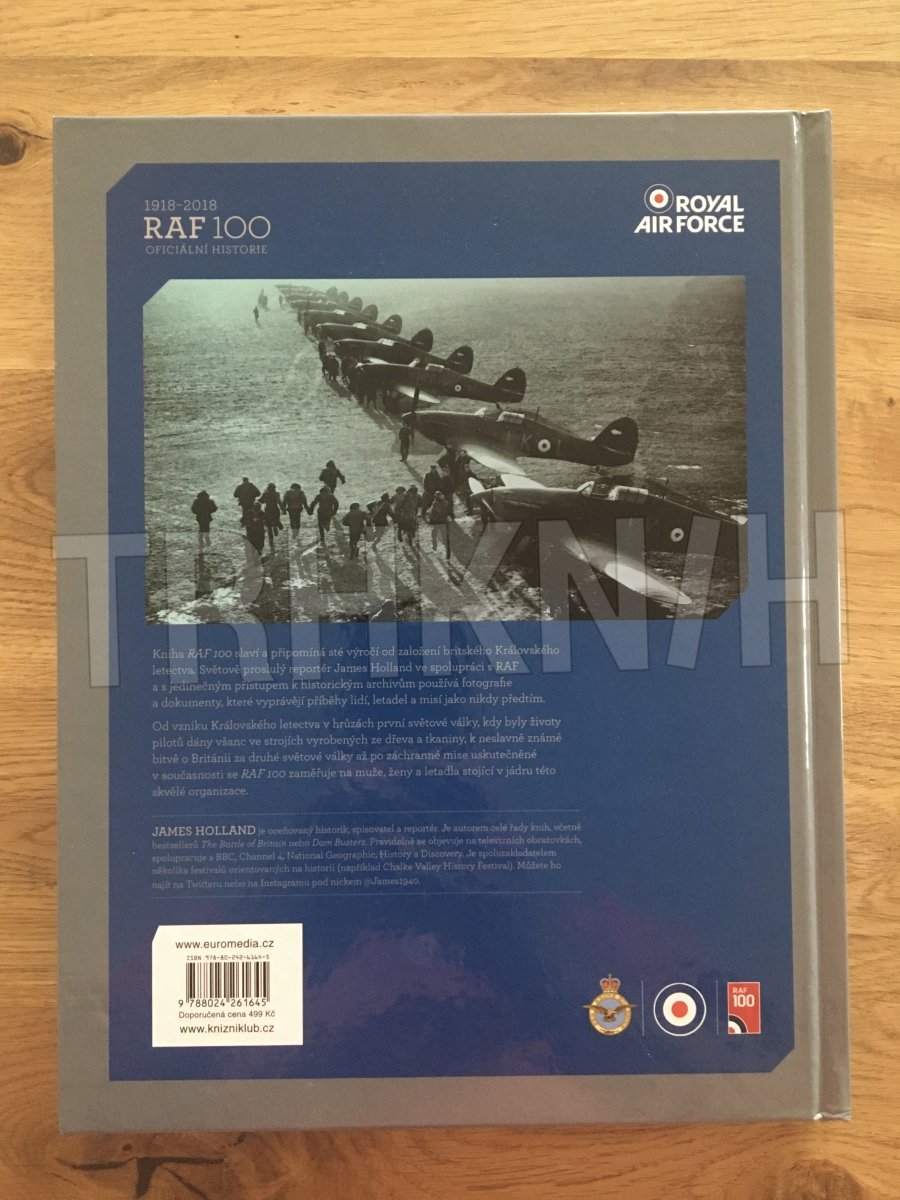 1918–2018
RAF 100
OFICIÁLNÍ HISTORIE
ROYAL
AIR FORCE
K
TRHKNIH
Kniha RAF 100 slaví a připomíná sté výročí od založení britského Královského
letectva. Světově proslulý reportér James Holland ve spolupráci s RAF
a s jedinečným přístupem k historickým archivům používá fotografie
a dokumenty, které vyprávějí příběhy lidí, letadel a misí jako nikdy předtím.
Od vzniku Královského letectva v hrůzách první světové války, kdy byly životy
pilotů dány všanc ve strojích vyrobených ze dřeva a tkaniny, k neslavně známé
bitvě o Británii za druhé světové války až po záchranné mise uskutečněné
v současnosti se RAF 100 zaměřuje na muže, ženy a letadla stojící v jádru této
skvělé organizace.
JAMES HOLLAND je oceňovaný historik, spisovatel a reportér. Je autorem celé řady knih, včetně
bestsellerů The Battle of Britain nebo Dam Busters. Pravidelně se objevuje na televizních obrazovkách,
spolupracuje s BBC, Channel 4, National Geographic, History a Discovery. Je spoluzakladatelem
několika festivalů orientovaných na historii (například Chalke Valley History Festival). Můžete ho
najít na Twitteru nebo na Instagramu pod nickem @James1940.
www.euromedia.cz
ISBN 978-80-242-6164-5
9 788024 261645
Doporučená cena 499 Kč
www.knizniklub.cz
RAF
100